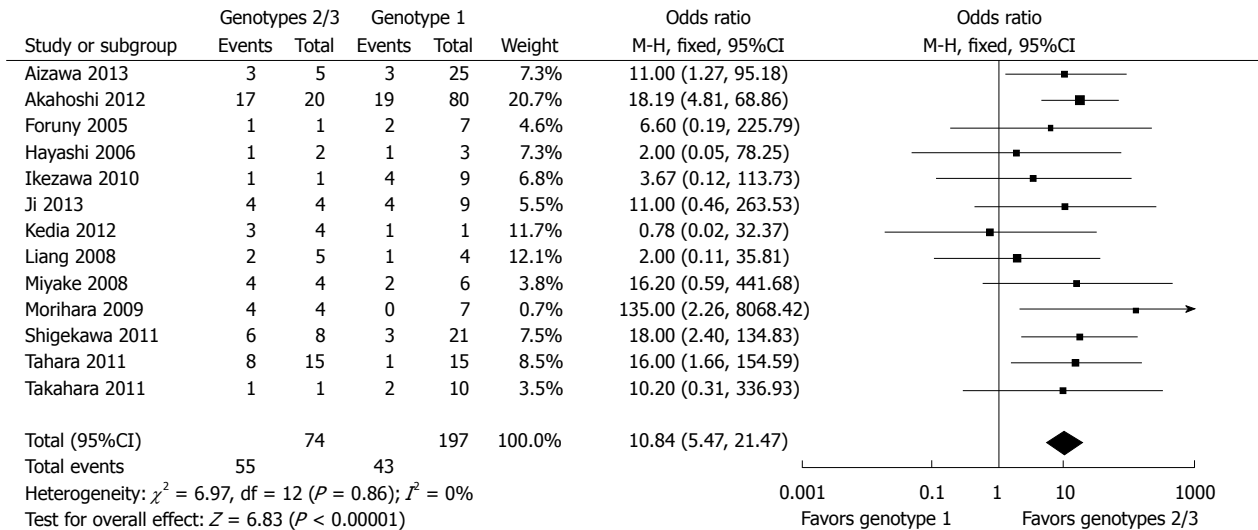 Genotypes 2/3 Genotype 1 Odds ratio Odds ratio
Study or subgroup Events Total Events Total Weight M-H, fixed, 95%CI M-H, fixed, 95%CI
Aizawa 2013 3 5 3 25 7.3% 11.00 (1.27, 95.18)
Akahoshi 2012 17 20 19 80 20.7% 18.19 (4.81, 68.86)
Foruny 2005 1 1 2 7 4.6% 6.60 (0.19, 225.79)
Hayashi 2006 1 2 1 3 7.3% 2.00 (0.05, 78.25)
Ikezawa 2010 1 1 4 9 6.8% 3.67 (0.12, 113.73)
Ji 2013 4 4 4 9 5.5% 11.00 (0.46, 263.53)
Kedia 2012 3 4 1 1 11.7% 0.78 (0.02, 32.37)
Liang 2008 2 5 1 4 12.1% 2.00 (0.11, 35.81)
Miyake 2008 4 4 2 6 3.8% 16.20 (0.59, 441.68)
Morihara 2009 4 4 0 7 0.7% 135.00 (2.26, 8068.42)
Shigekawa 2011 6 8 3 21 7.5% 18.00 (2.40, 134.83)
Tahara 2011 8 15 1 15 8.5% 16.00 (1.66, 154.59)
Takahara 2011 1 1 2 10 3.5% 10.20 (0.31, 336.93)
Total (95%CI) 74 197 100.0% 10.84 (5.47, 21.47)
Total events 55 43
Heterogeneity: χ² = 6.97, df = 12 (P = 0.86); I² = 0%
Test for overall effect: Z = 6.83 (P < 0.00001)
0.001 0.1 1 10 1000
Favors genotype 1 Favors genotypes 2/3